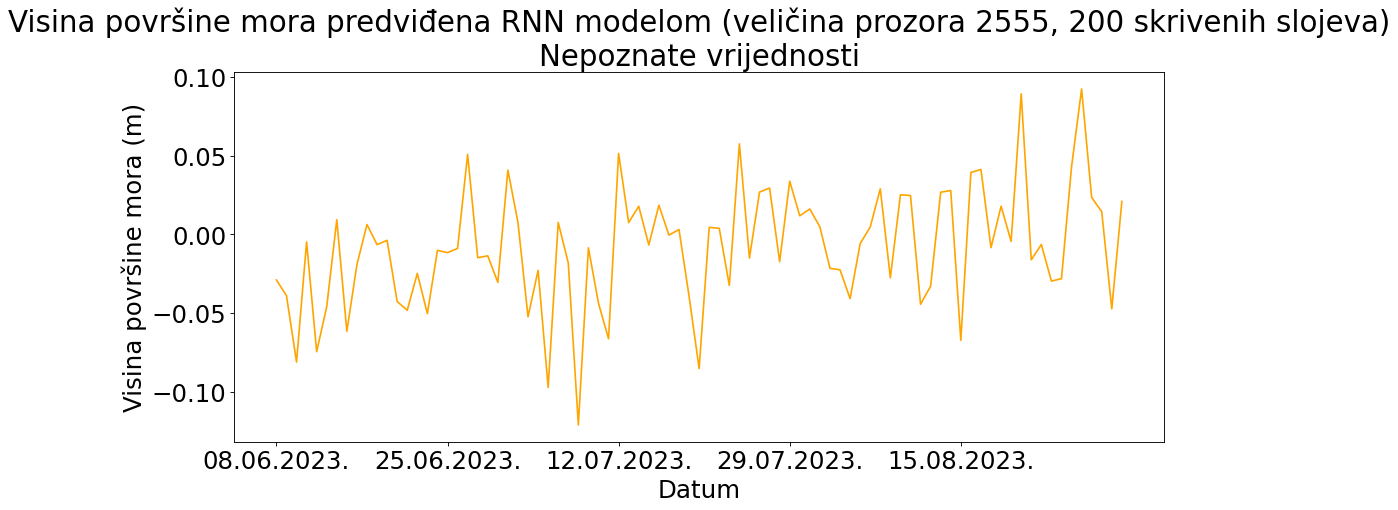 Visina površine mora predviđena RNN modelom (veličina prozora 2555, 200 skrivenih slojeva)
Nepoznate vrijednosti
Visina površine mora (m)
0.10
0.05
0.00
−0.05
−0.10
08.06.2023. 25.06.2023. 12.07.2023. 29.07.2023. 15.08.2023.
Datum